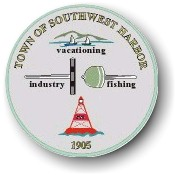 TOWN OF SOUTHWEST HARBOR
vacationing
industry fishing
1905